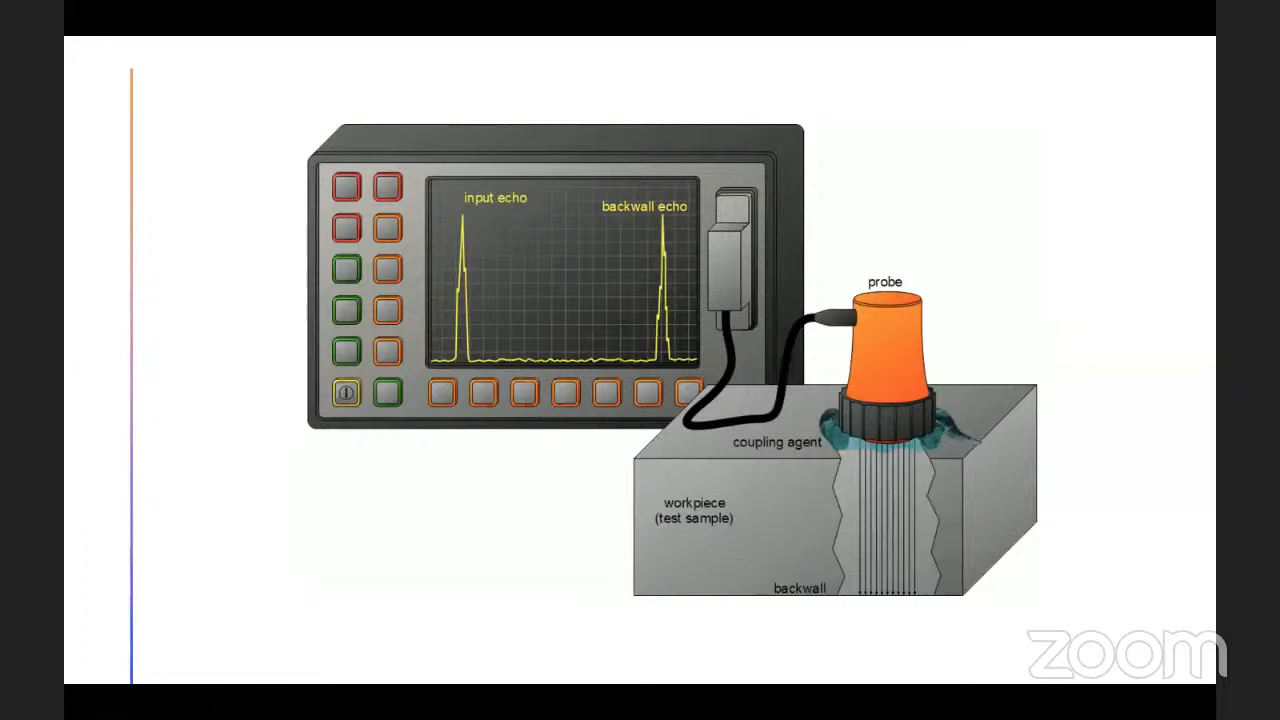 input echo
backwall echo
probe
coupling agent
workpiece
(test sample)
backwall
zoom